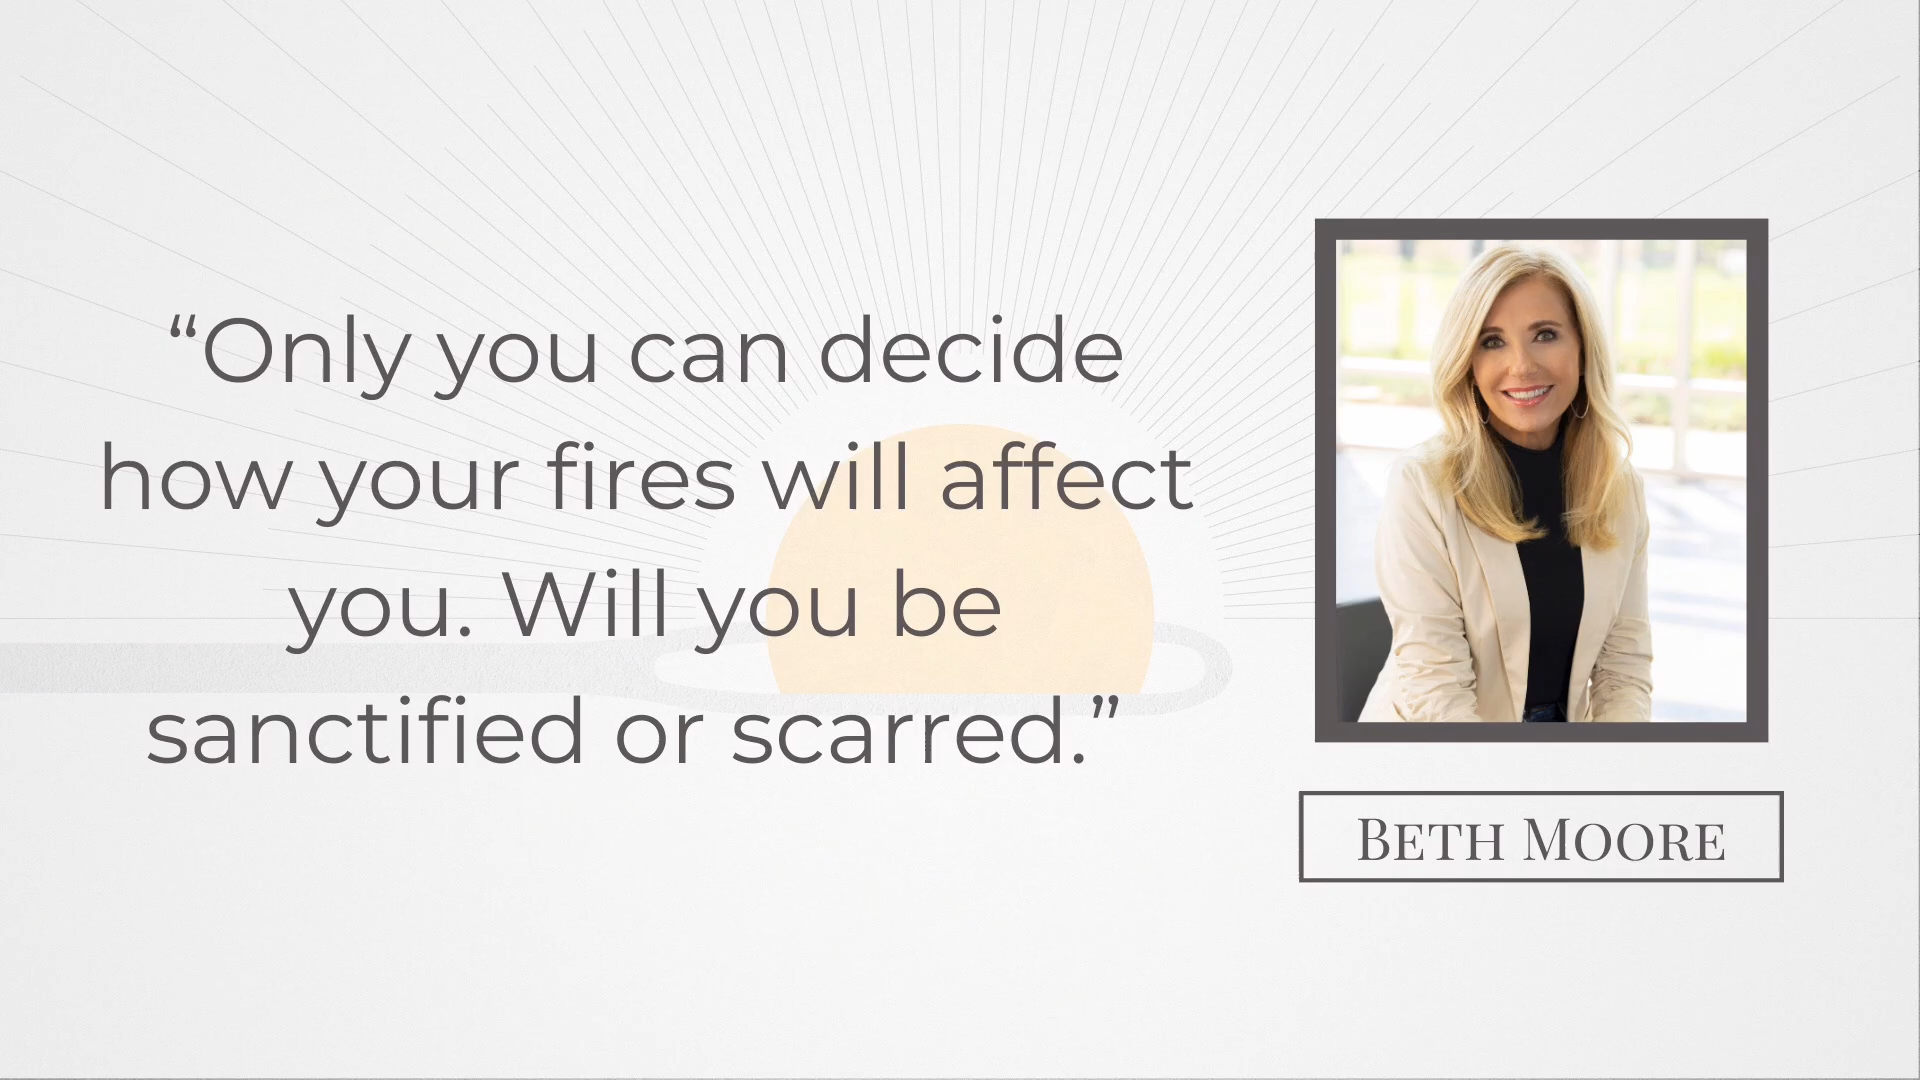 “Only you can decide
how your fires will affect
you. Will you be
sanctified or scarred.”
Beth Moore